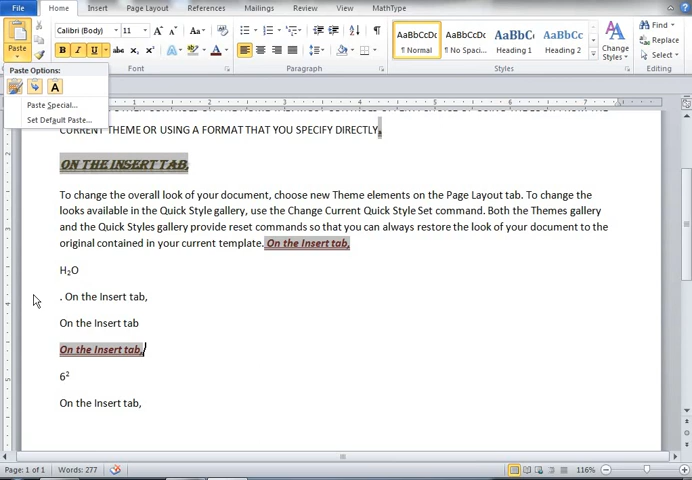 File Home Insert Page Layout References Mailings Review View MathType
Calibri (Body) 11 Aa
AaBbCcDc AaBbCcDc AaBbC AaBbCc
Find
Paste
B I U abc x₂ x²
¶ Normal ¶ No Spaci... Heading 1 Heading 2
Change Styles
Replace
Select
Paste Options:
Font Paragraph Styles Editing
A
Paste Special...
Set Default Paste...
CURRENT THEME OR USING A FORMAT THAT YOU SPECIFY DIRECTLY.
ON THE INSERT TAB,
To change the overall look of your document, choose new Theme elements on the Page Layout tab. To change the
looks available in the Quick Style gallery, use the Change Current Quick Style Set command. Both the Themes gallery
and the Quick Styles gallery provide reset commands so that you can always restore the look of your document to the
original contained in your current template. On the Insert tab,
H₂O
. On the Insert tab,
On the Insert tab
On the Insert tab,
6²
On the Insert tab,
Page: 1 of 1 Words: 277 116%